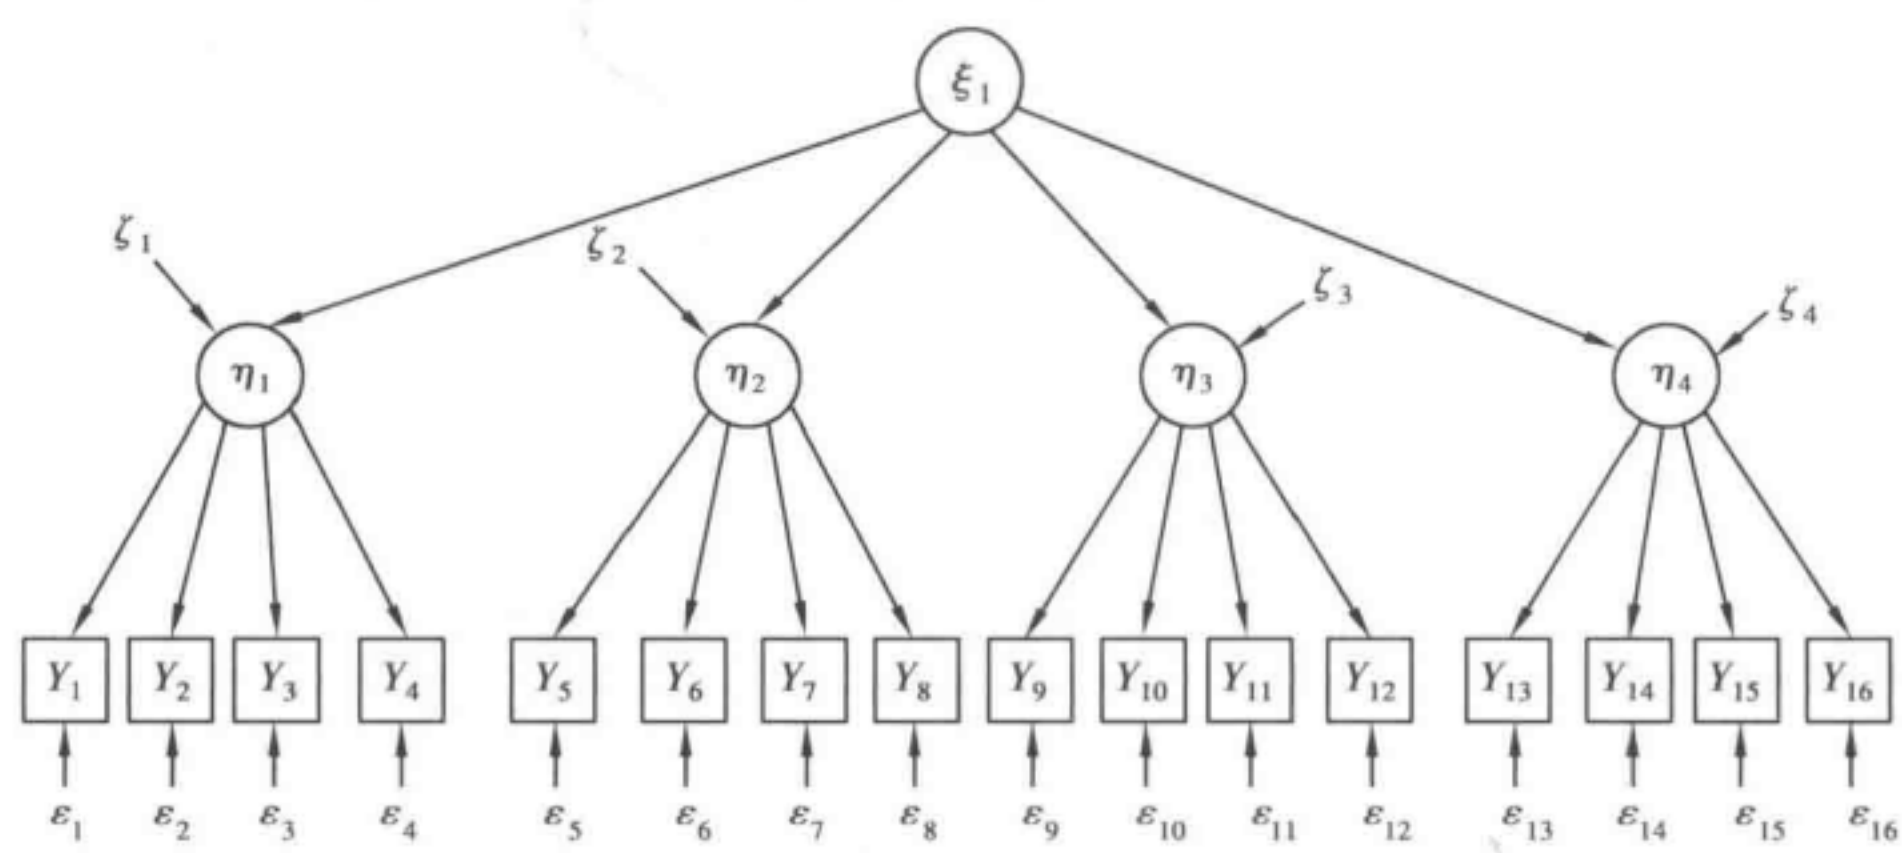 ξ1
ζ1 ζ2 ζ3 ζ4
η1 η2 η3 η4
Y1 Y2 Y3 Y4 Y5 Y6 Y7 Y8 Y9 Y10 Y11 Y12 Y13 Y14 Y15 Y16
ε1 ε2 ε3 ε4 ε5 ε6 ε7 ε8 ε9 ε10 ε11 ε12 ε13 ε14 ε15 ε16